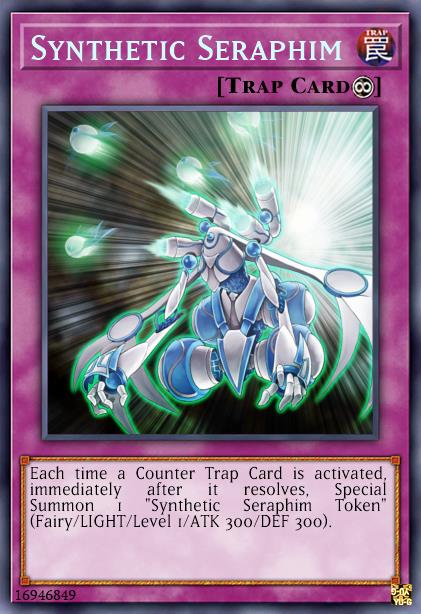 Synthetic Seraphim
TRAP
罠
[Trap Card]
Each time a Counter Trap Card is activated,
immediately after it resolves, Special
Summon 1 "Synthetic Seraphim Token"
(Fairy/LIGHT/Level 1/ATK 300/DEF 300).
16946849